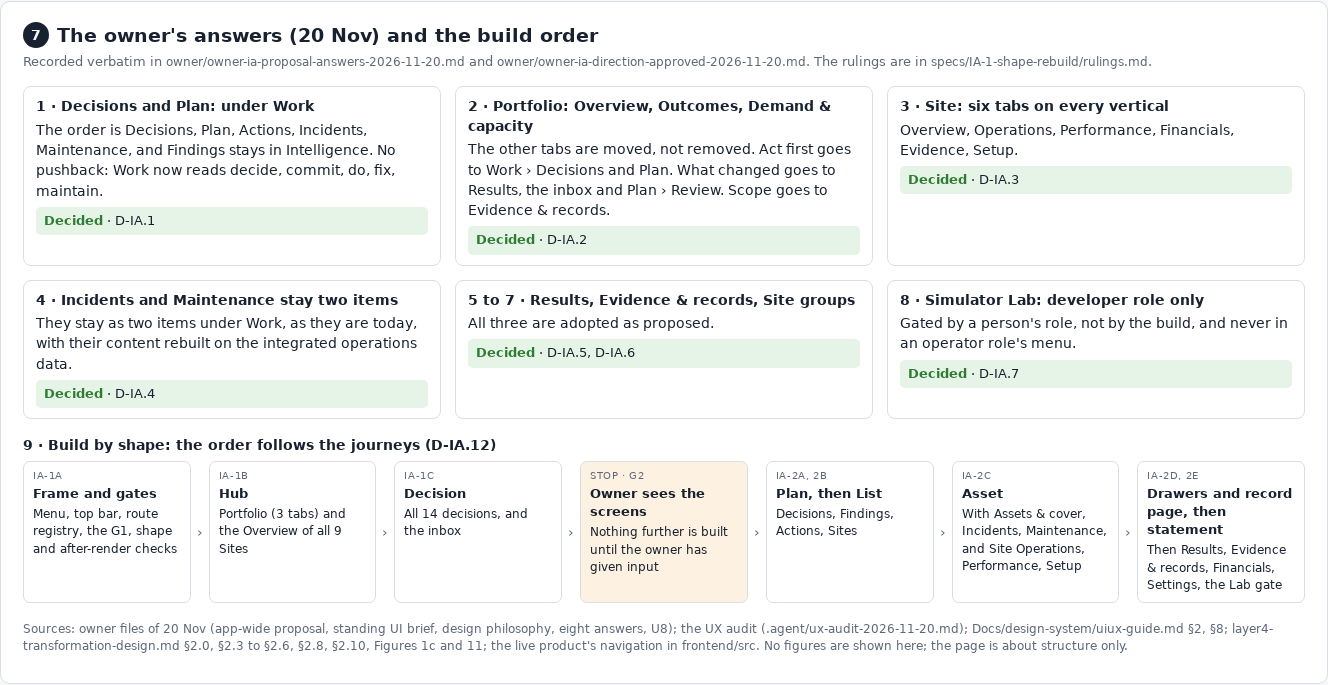 7 The owner's answers (20 Nov) and the build order
Recorded verbatim in owner/owner-ia-proposal-answers-2026-11-20.md and owner/owner-ia-direction-approved-2026-11-20.md. The rulings are in specs/IA-1-shape-rebuild/rulings.md.
1 · Decisions and Plan: under Work
The order is Decisions, Plan, Actions, Incidents,
Maintenance, and Findings stays in Intelligence. No
pushback: Work now reads decide, commit, do, fix,
maintain.
Decided · D-IA.1
2 · Portfolio: Overview, Outcomes, Demand &
capacity
The other tabs are moved, not removed. Act first goes
to Work › Decisions and Plan. What changed goes to
Results, the inbox and Plan › Review. Scope goes to
Evidence & records.
Decided · D-IA.2
3 · Site: six tabs on every vertical
Overview, Operations, Performance, Financials,
Evidence, Setup.
Decided · D-IA.3
4 · Incidents and Maintenance stay two items
They stay as two items under Work, as they are today,
with their content rebuilt on the integrated operations
data.
Decided · D-IA.4
5 to 7 · Results, Evidence & records, Site groups
All three are adopted as proposed.
Decided · D-IA.5, D-IA.6
8 · Simulator Lab: developer role only
Gated by a person's role, not by the build, and never in
an operator role's menu.
Decided · D-IA.7
9 · Build by shape: the order follows the journeys (D-IA.12)
IA-1A
Frame and gates
Menu, top bar, route
registry, the G1, shape
and after-render checks
›
IA-1B
Hub
Portfolio (3 tabs) and
the Overview of all 9
Sites
›
IA-1C
Decision
All 14 decisions, and
the inbox
›
STOP · G2
Owner sees the
screens
Nothing further is built
until the owner has
given input
›
IA-2A, 2B
Plan, then List
Decisions, Findings,
Actions, Sites
›
IA-2C
Asset
With Assets & cover,
Incidents, Maintenance,
and Site Operations,
Performance, Setup
›
IA-2D, 2E
Drawers and record
page, then
statement
Then Results, Evidence
& records, Financials,
Settings, the Lab gate
Sources: owner files of 20 Nov (app-wide proposal, standing UI brief, design philosophy, eight answers, U8); the UX audit (.agent/ux-audit-2026-11-20.md); Docs/design-system/uiux-guide.md §2, §8; layer4-
transformation-design.md §2.0, §2.3 to §2.6, §2.8, §2.10, Figures 1c and 11; the live product's navigation in frontend/src. No figures are shown here; the page is about structure only.